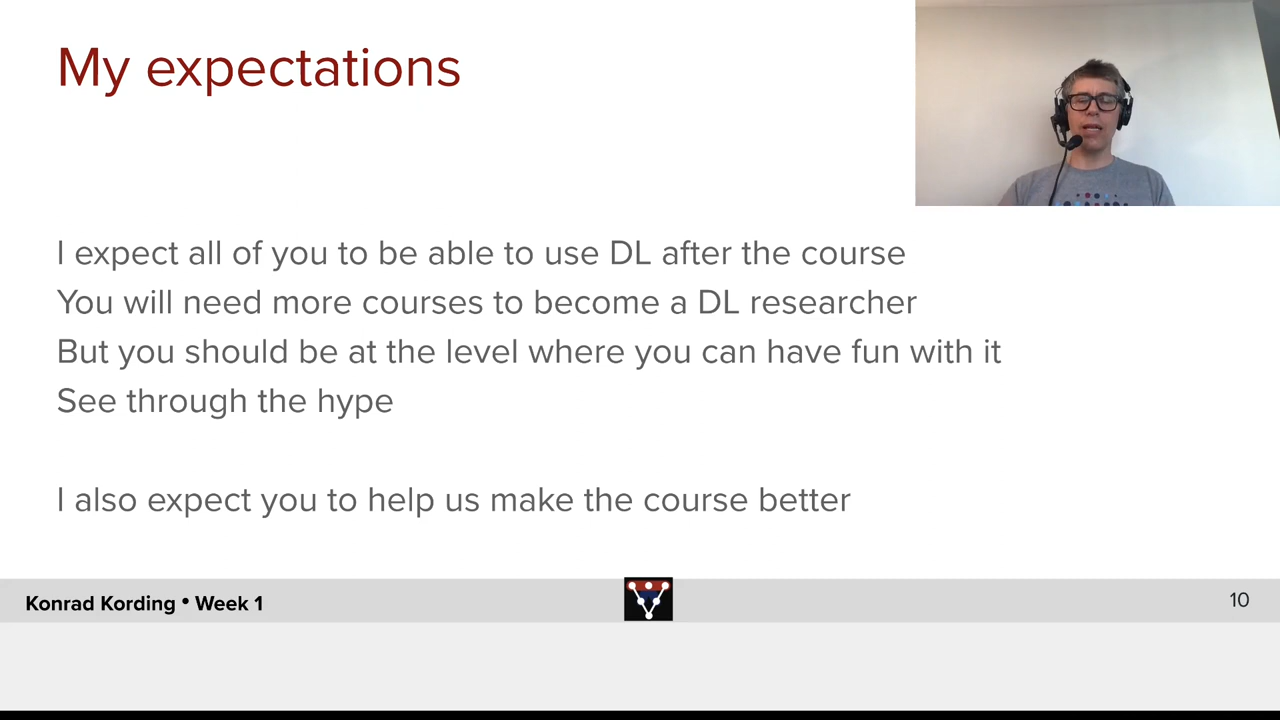 My expectations
I expect all of you to be able to use DL after the course
You will need more courses to become a DL researcher
But you should be at the level where you can have fun with it
See through the hype
I also expect you to help us make the course better
Konrad Kording • Week 1
10